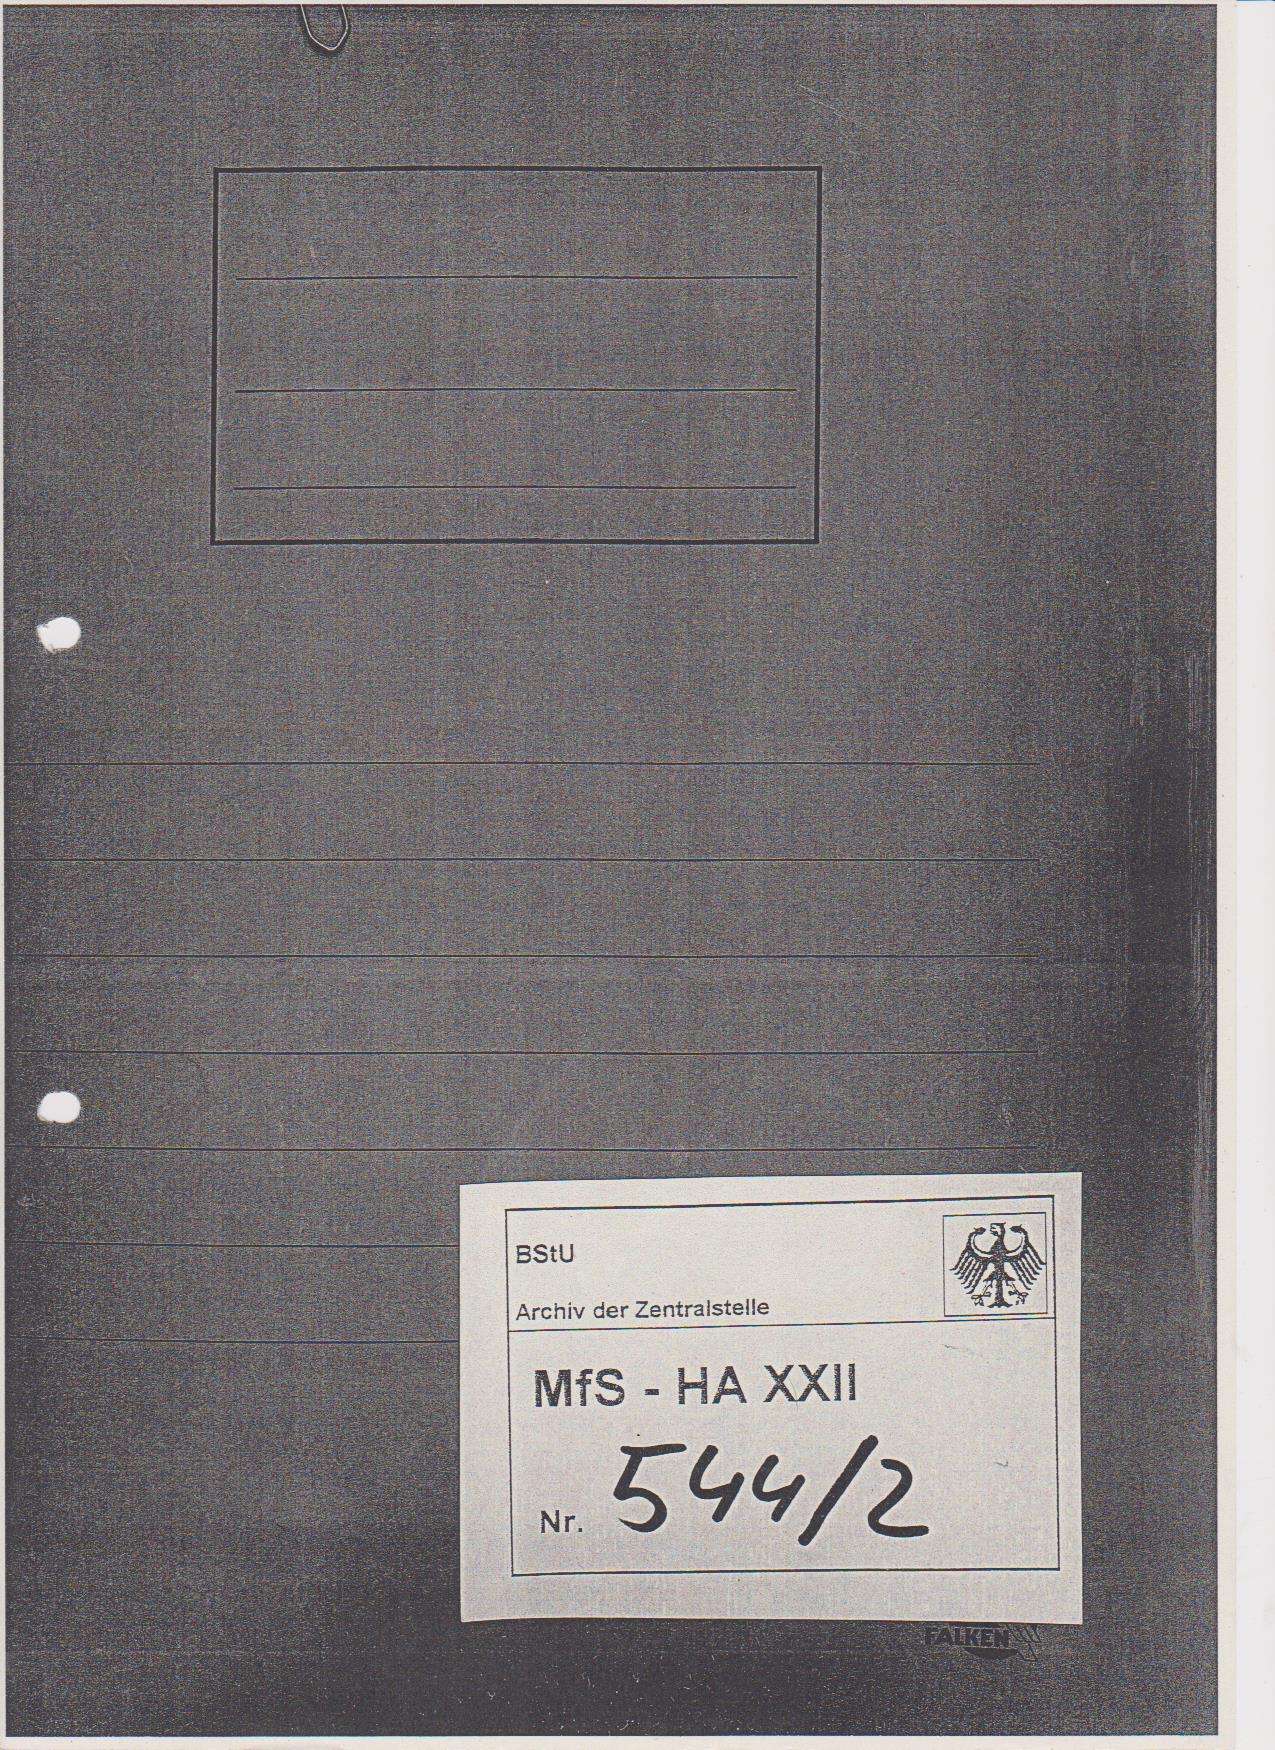 BStU
Archiv der Zentralstelle
MfS - HA XXII
Nr. 544/2
FALKEN